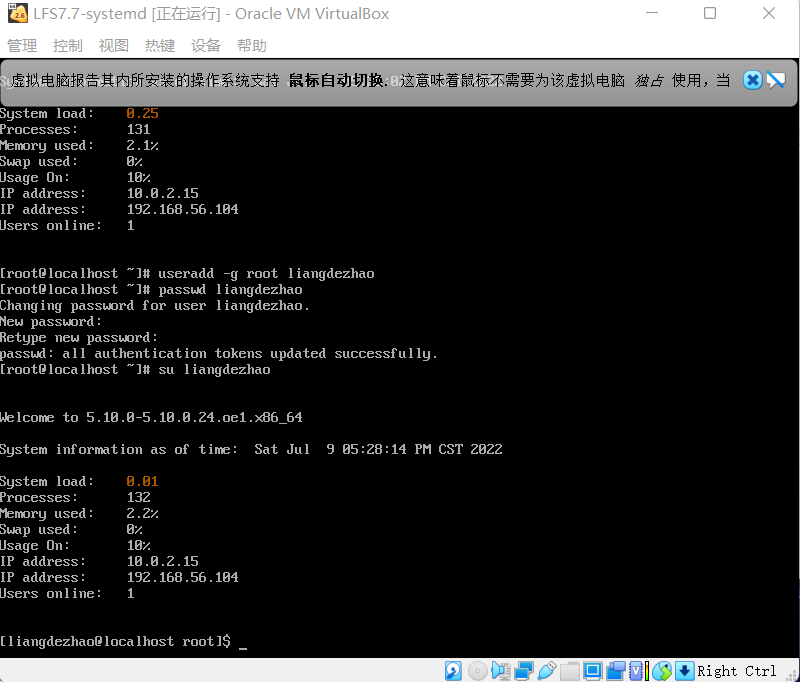 LFS7.7-systemd [正在运行] - Oracle VM VirtualBox
管理 控制 视图 热键 设备 帮助
虚拟电脑报告其内所安装的操作系统支持 鼠标自动切换. 这意味着鼠标不需要为该虚拟电脑 独占 使用，当
System load: 0.25
Processes: 131
Memory used: 2.1%
Swap used: 0%
Usage On: 10%
IP address: 10.0.2.15
IP address: 192.168.56.104
Users online: 1
[root@localhost ~]# useradd -g root liangdezhao
[root@localhost ~]# passwd liangdezhao
Changing password for user liangdezhao.
New password:
Retype new password:
passwd: all authentication tokens updated successfully.
[root@localhost ~]# su liangdezhao
Welcome to 5.10.0-5.10.0.24.oe1.x86_64
System information as of time: Sat Jul 9 05:28:14 PM CST 2022
System load: 0.01
Processes: 132
Memory used: 2.2%
Swap used: 0%
Usage On: 10%
IP address: 10.0.2.15
IP address: 192.168.56.104
Users online: 1
[liangdezhao@localhost root]$ _
Right Ctrl